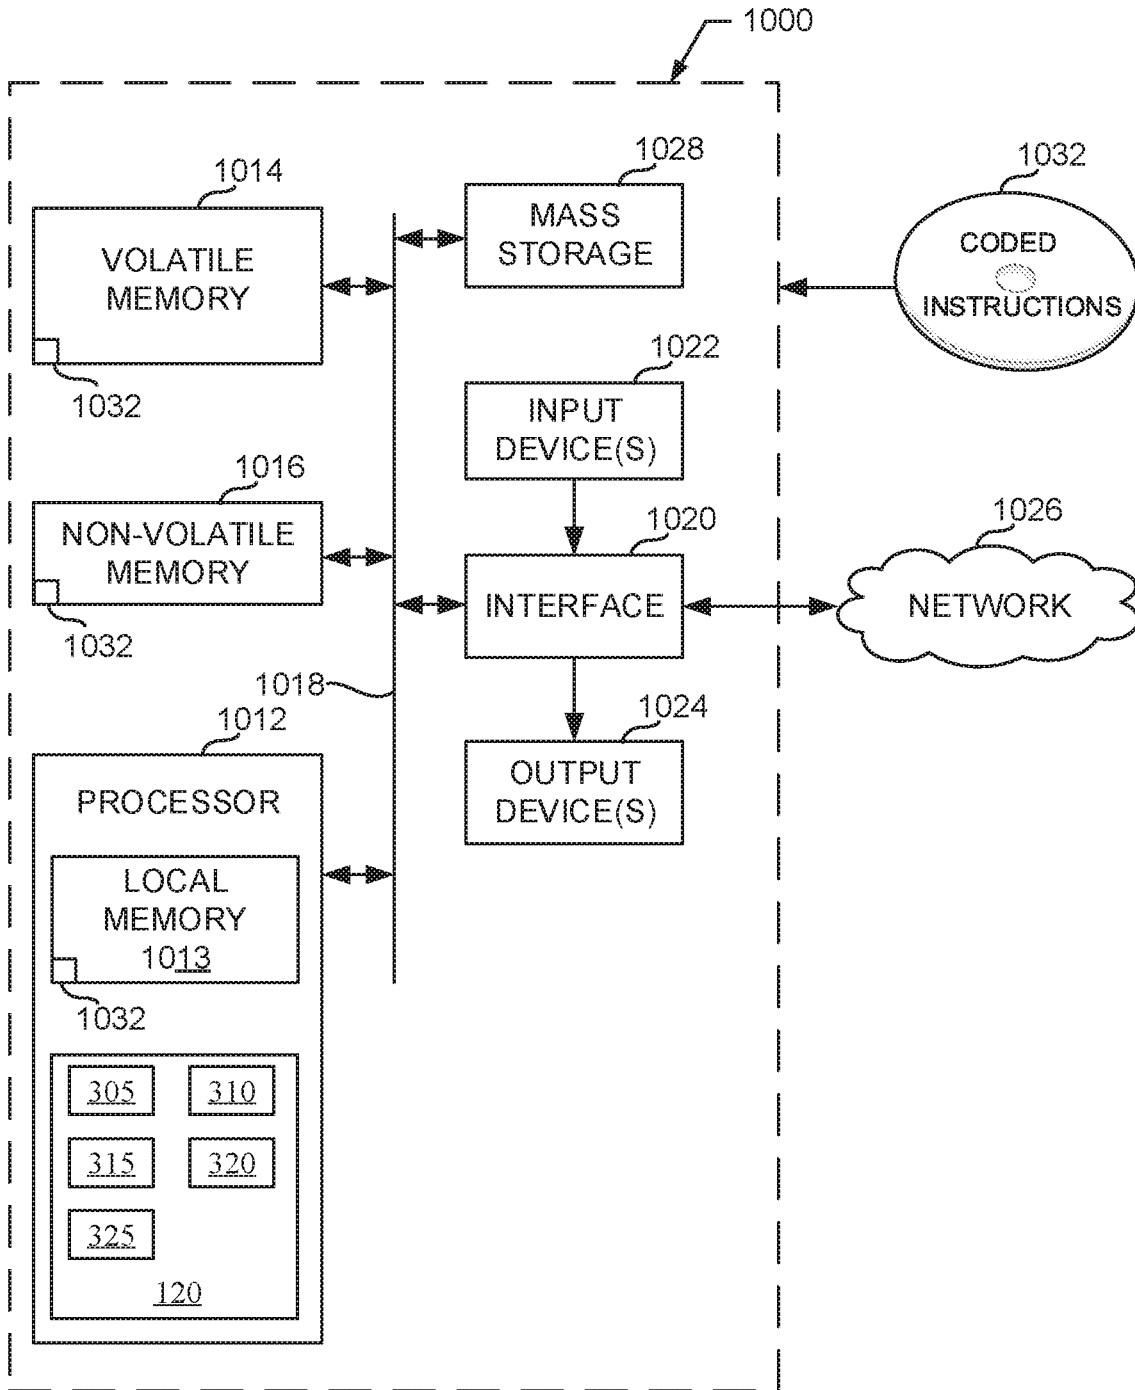 1000
1014
VOLATILE
MEMORY
1032
1028
MASS
STORAGE
1032
CODED
INSTRUCTIONS
1022
INPUT
DEVICE(S)
1016
NON-VOLATILE
MEMORY
1032
1020
INTERFACE
1026
NETWORK
1018
1024
OUTPUT
DEVICE(S)
1012
PROCESSOR
LOCAL
MEMORY
1013
1032
305
310
315
320
325
120